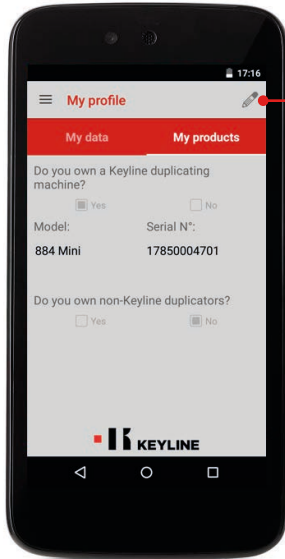 17:16
My profile
My data My products
Do you own a Keyline duplicating
machine?
Yes No
Model: Serial N°:
884 Mini 17850004701
Do you own non-Keyline duplicators?
Yes No
KEYLINE